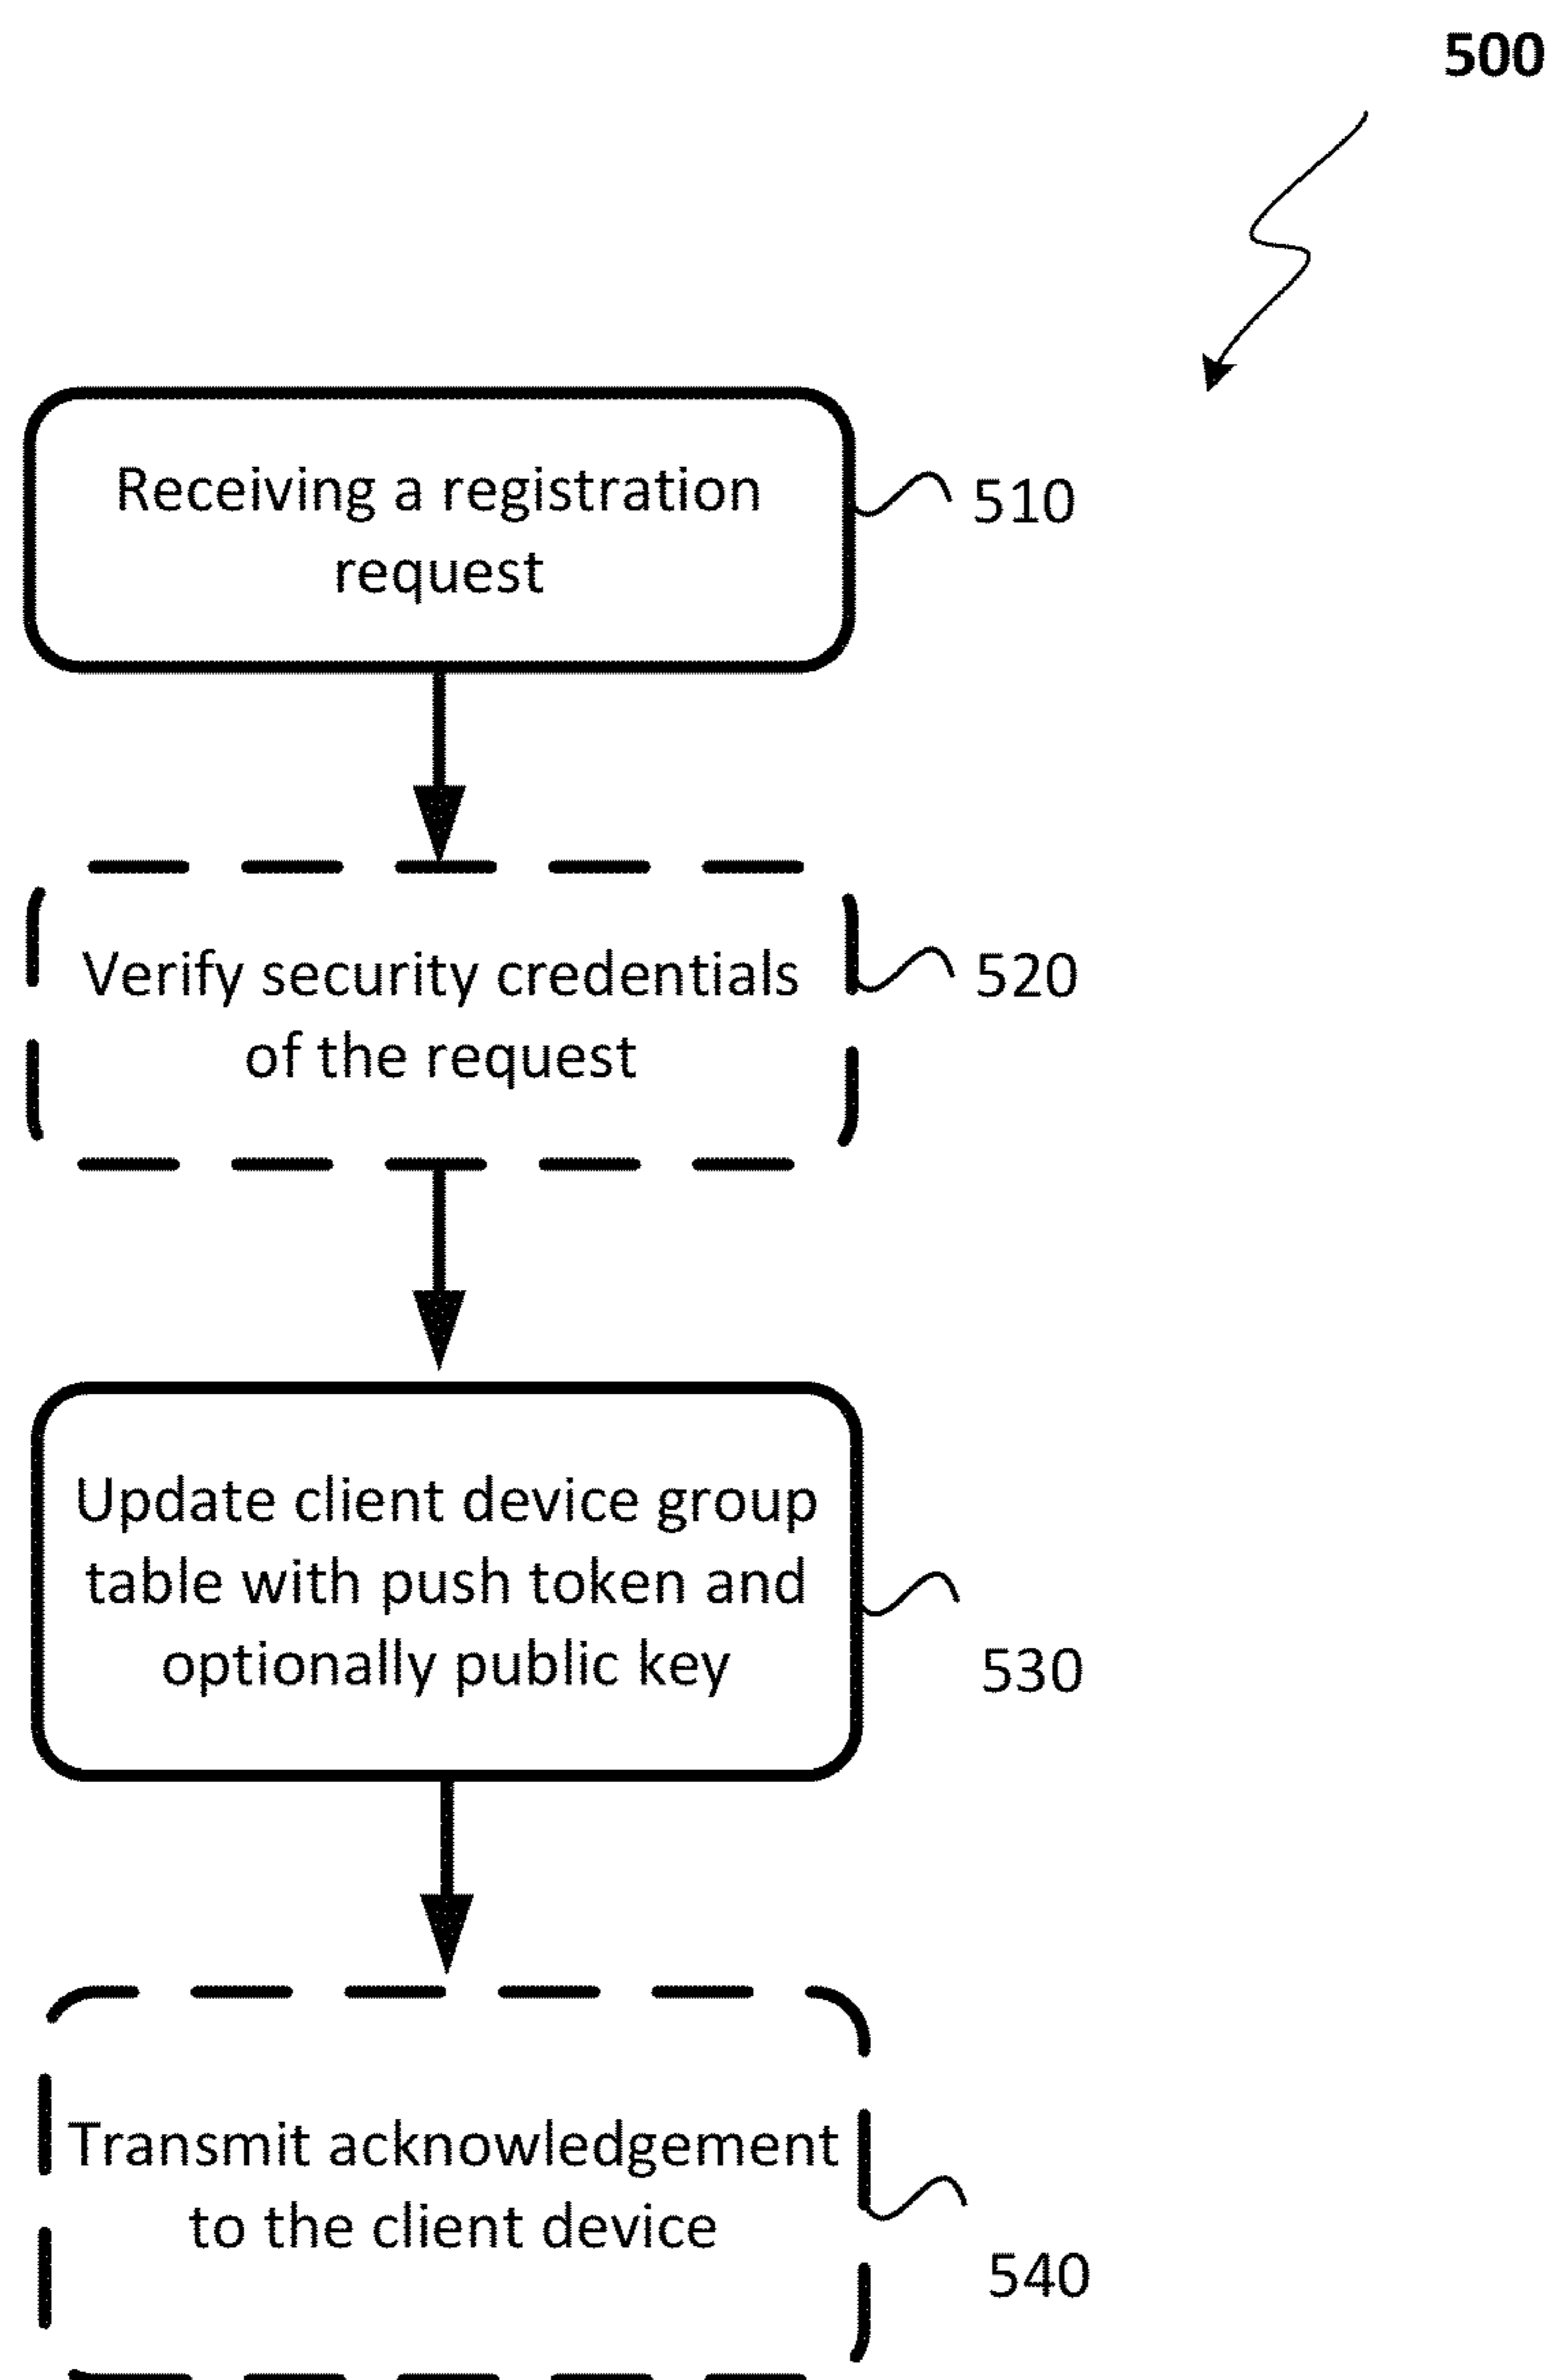 500
Receiving a registration
request
510
Verify security credentials
of the request
520
Update client device group
table with push token and
optionally public key
530
Transmit acknowledgement
to the client device
540